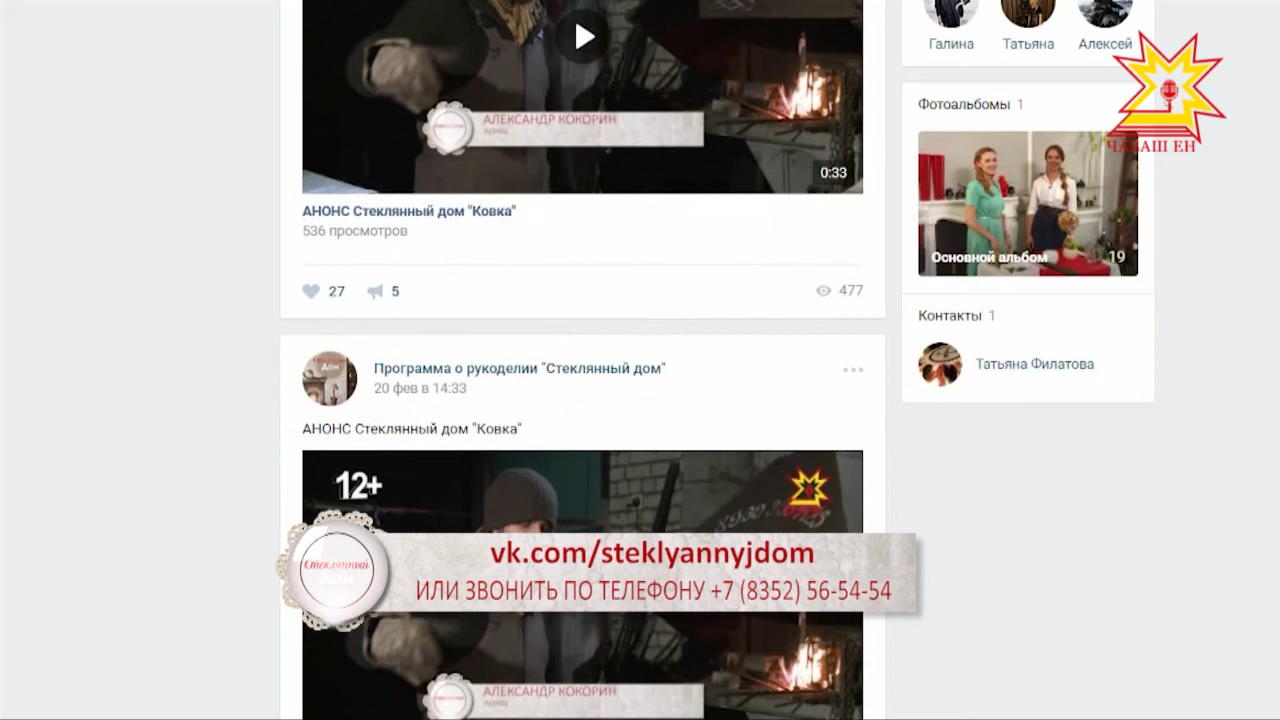 Галина
Татьяна
Алексей
ЧĂВАШ ЕН
АЛЕКСАНДР КОКОРИН
кузнец
0:33
АНОНС Стеклянный дом "Ковка"
536 просмотров
27
5
477
Фотоальбомы 1
Основной альбом 19
Контакты 1
Татьяна Филатова
Дом
Программа о рукоделии "Стеклянный дом"
20 фев в 14:33
АНОНС Стеклянный дом "Ковка"
12+
Стеклянный
Дом
vk.com/steklyannyjdom
ИЛИ ЗВОНИТЬ ПО ТЕЛЕФОНУ +7 (8352) 56-54-54
АЛЕКСАНДР КОКОРИН
кузнец